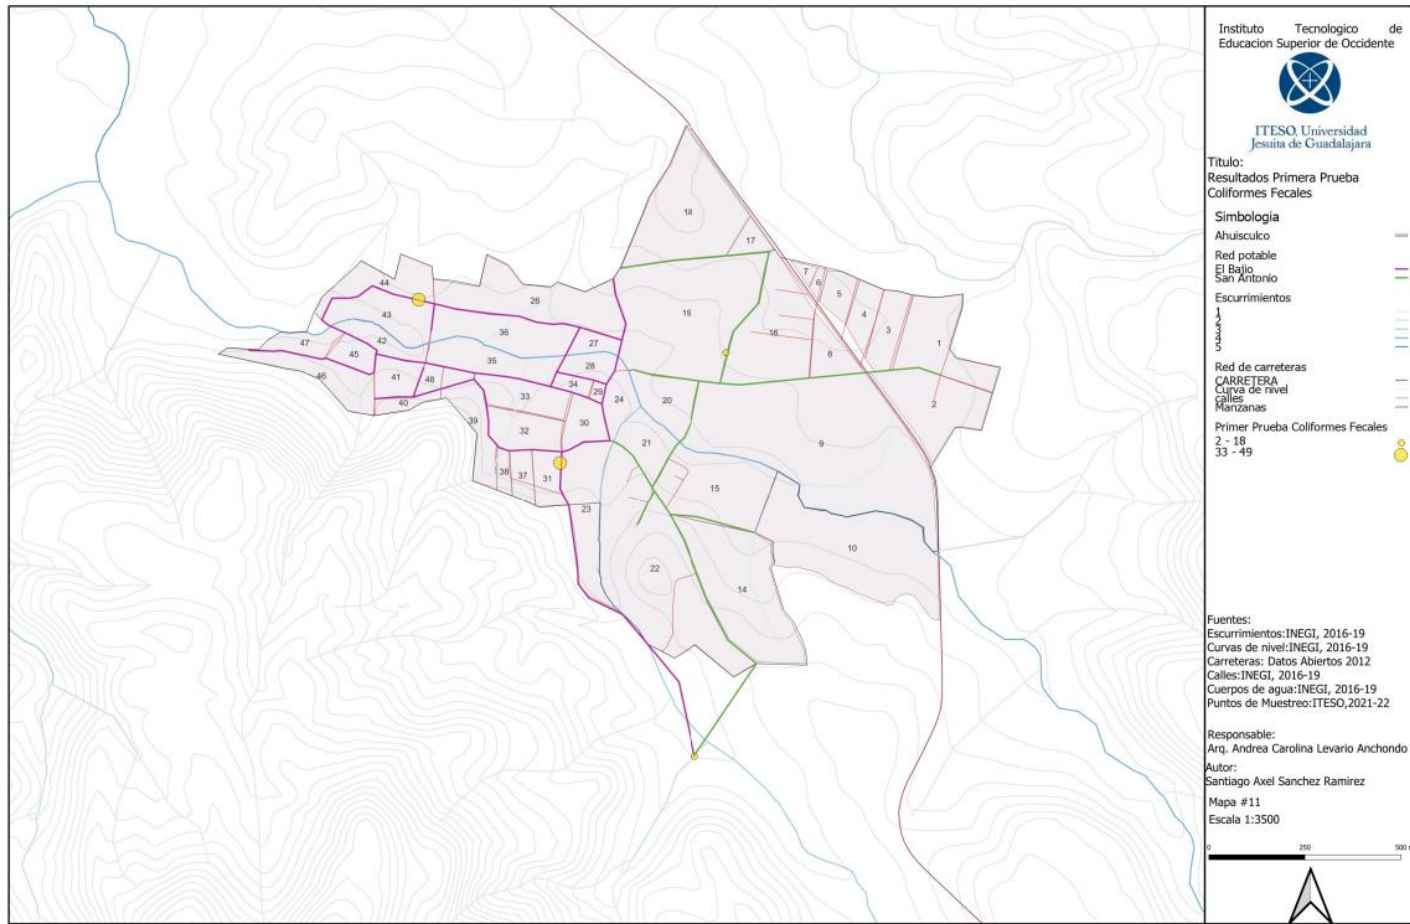 Instituto Tecnologico de
Educacion Superior de Occidente
ITESO, Universidad
Jesuita de Guadalajara
Titulo:
Resultados Primera Prueba
Coliformes Fecales
Simbologia
Ahuisculco
Red potable
El Bajio
San Antonio
Escurrimientos
1
2
3
4
5
Red de carreteras
CARRETERA
Curva de nivel
calles
Manzanas
Primer Prueba Coliformes Fecales
2 - 18
33 - 49
Fuentes:
Escurrimientos:INEGI, 2016-19
Curvas de nivel:INEGI, 2016-19
Carreteras: Datos Abiertos 2012
Calles:INEGI, 2016-19
Cuerpos de agua:INEGI, 2016-19
Puntos de Muestreo:ITESO,2021-22
Responsable:
Arq. Andrea Carolina Levario Anchondo
Autor:
Santiago Axel Sanchez Ramirez
Mapa #11
Escala 1:3500
0 250 500
18
17
7
6
5
4
3
1
44
26
43
19
16
8
36
27
42
47
45
35
28
46
41
48
34
29
24
20
2
40
33
39
32
30
21
9
38
37
31
15
23
10
22
14